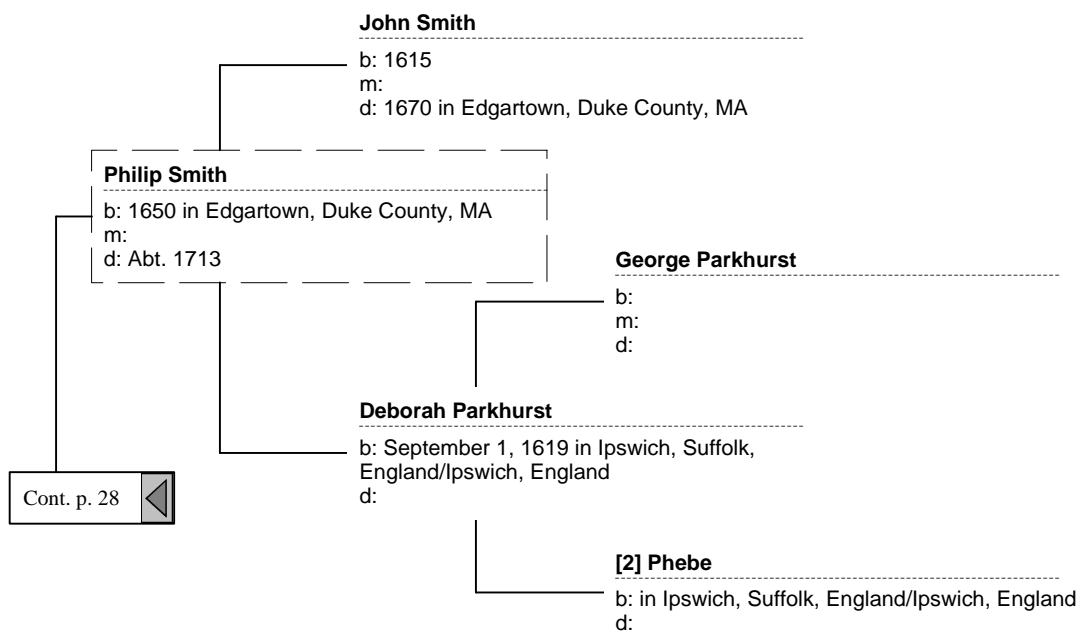 John Smith
b: 1615
m:
d: 1670 in Edgartown, Duke County, MA
Philip Smith
b: 1650 in Edgartown, Duke County, MA
m:
d: Abt. 1713
George Parkhurst
b:
m:
d:
Deborah Parkhurst
b: September 1, 1619 in Ipswich, Suffolk,
England/Ipswich, England
d:
Cont. p. 28
[2] Phebe
b: in Ipswich, Suffolk, England/Ipswich, England
d: